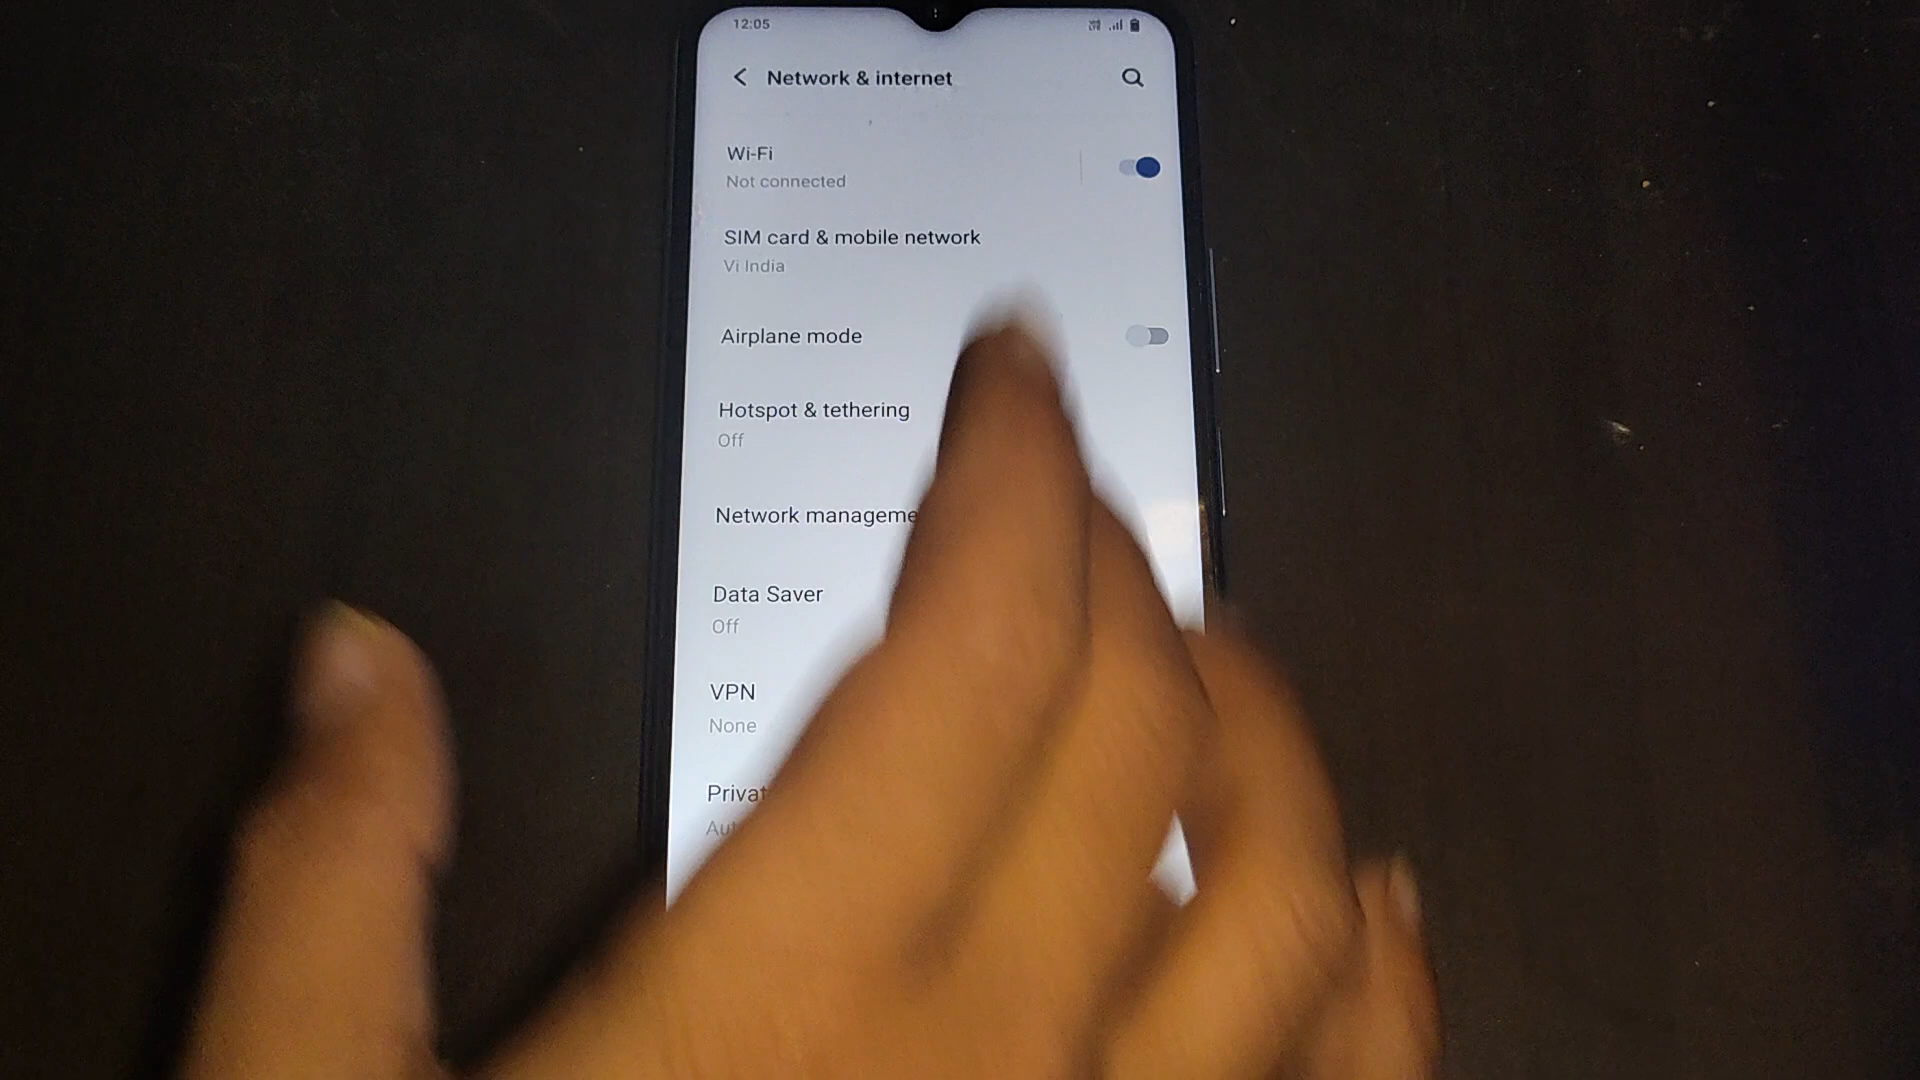 12:05
Network & internet
Wi-Fi
Not connected
SIM card & mobile network
Vi India
Airplane mode
Hotspot & tethering
Off
Network manageme
Data Saver
Off
VPN
None
Privat
Aut